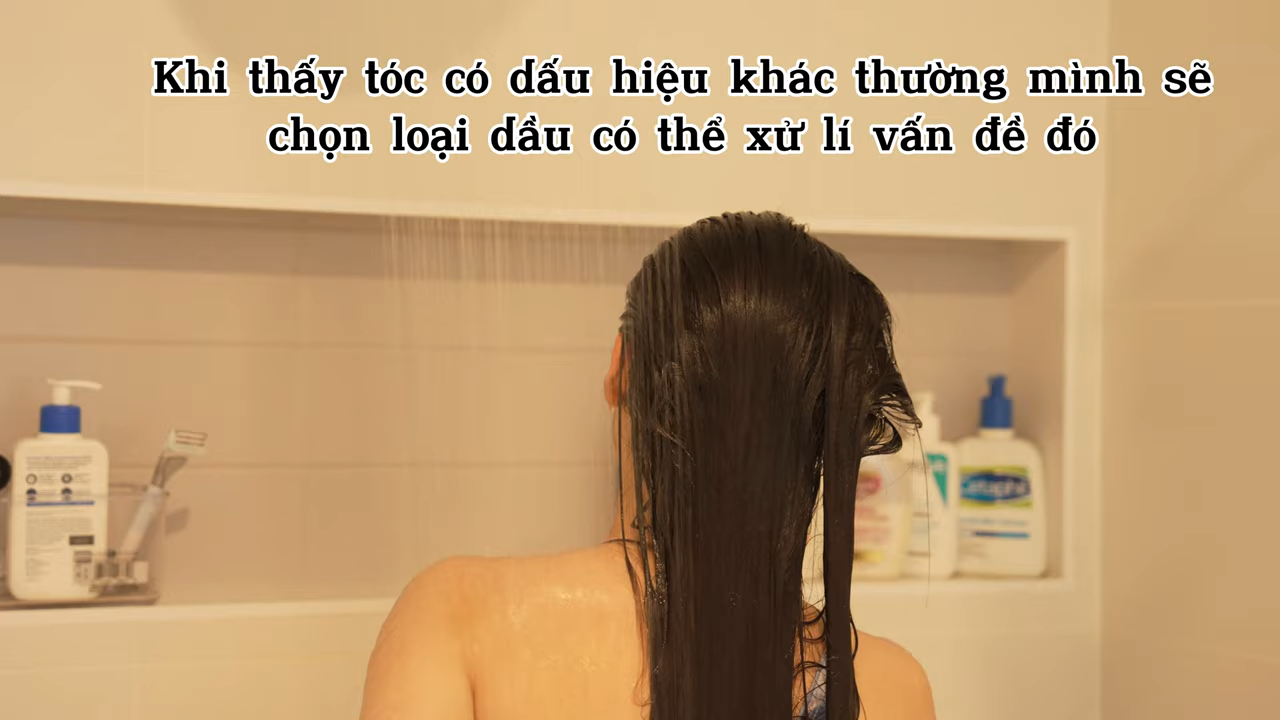 Khi thấy tóc có dấu hiệu khác thường mình sẽ
chọn loại dầu có thể xử lí vấn đề đó
Cetaphil